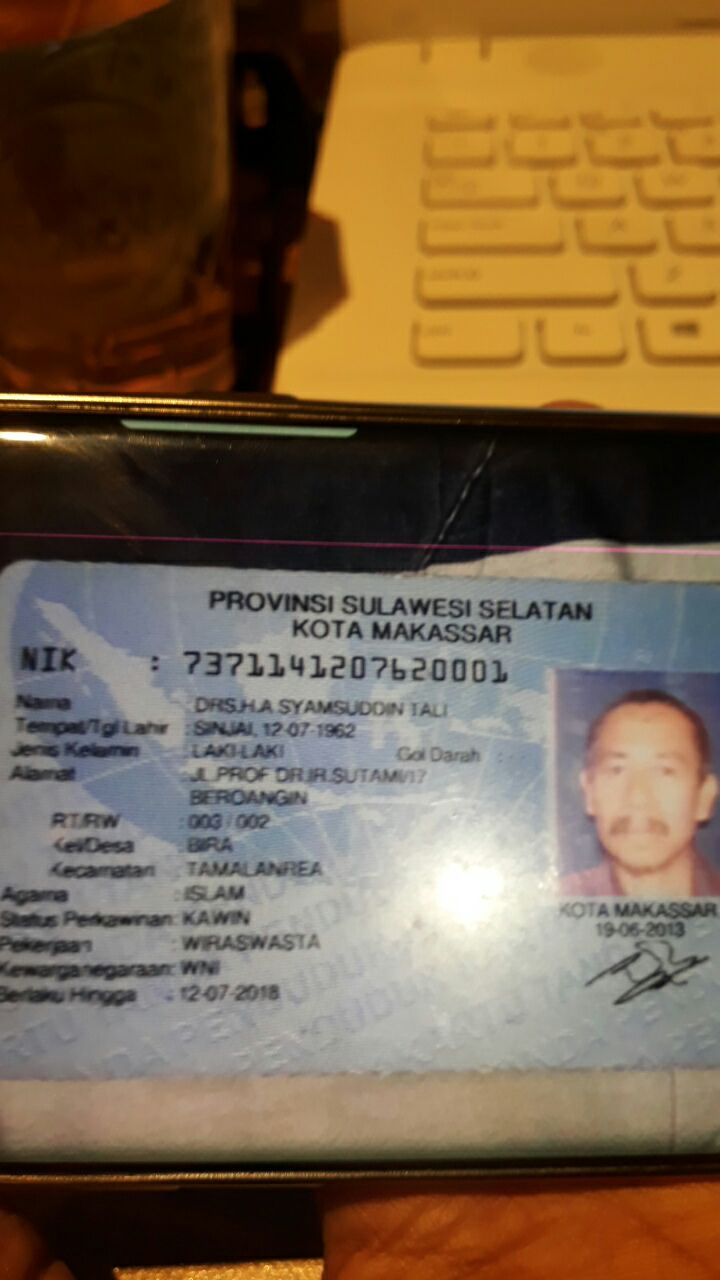 PROVINSI SULAWESI SELATAN
KOTA MAKASSAR
NIK : 7371141207620001
Nama : DRS.H.A SYAMSUDDIN TALI
Tempat/Tgl Lahir : SINJAI, 12-07-1962
Jenis Kelamin : LAKI-LAKI Gol Darah : -
Alamat : JL.PROF DR.IR.SUTAMI/17
BEROANGIN
RT/RW : 003 / 002
Kel/Desa : BIRA
Kecamatan : TAMALANREA
Agama : ISLAM
Status Perkawinan: KAWIN
Pekerjaan : WIRASWASTA
Kewarganegaraan: WNI
Berlaku Hingga : 12-07-2018
KOTA MAKASSAR
19-06-2013